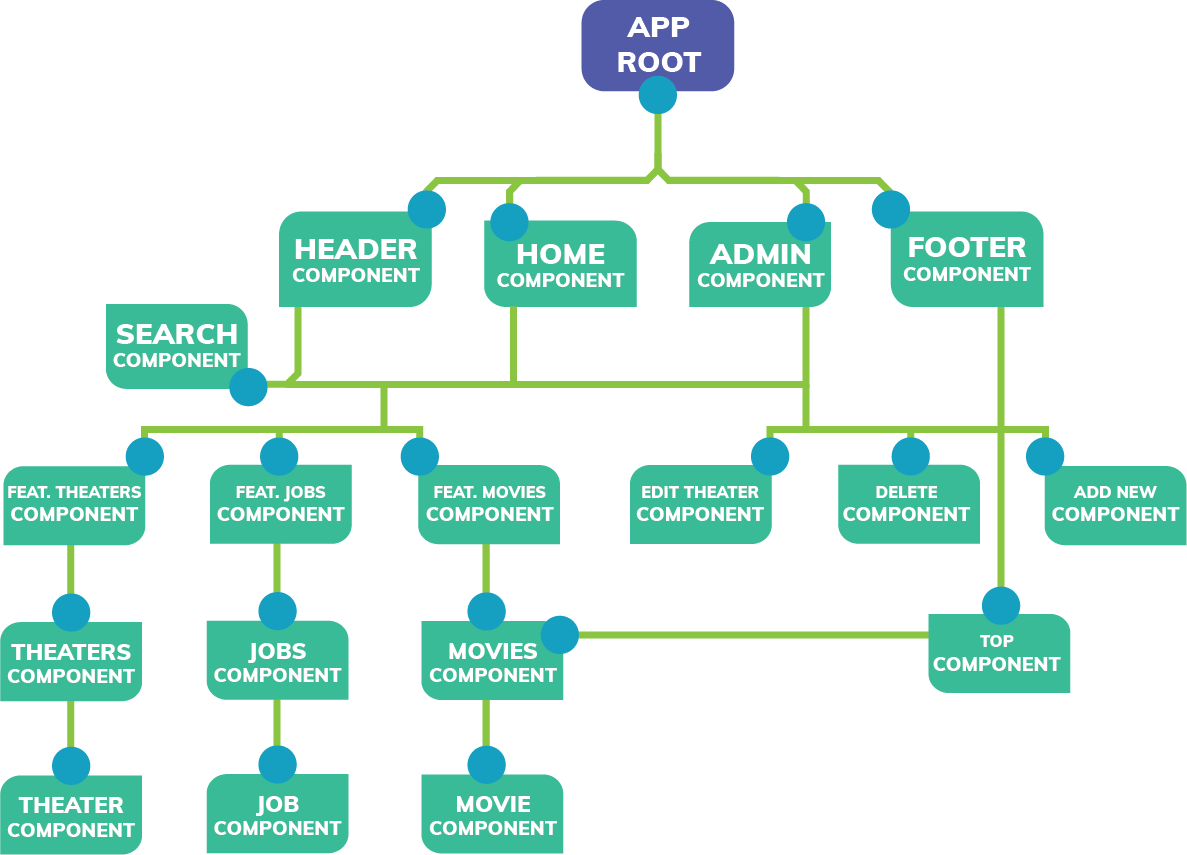 APP
ROOT
HEADER
COMPONENT
HOME
COMPONENT
ADMIN
COMPONENT
FOOTER
COMPONENT
SEARCH
COMPONENT
FEAT. THEATERS
COMPONENT
FEAT. JOBS
COMPONENT
FEAT. MOVIES
COMPONENT
EDIT THEATER
COMPONENT
DELETE
COMPONENT
ADD NEW
COMPONENT
THEATERS
COMPONENT
JOBS
COMPONENT
MOVIES
COMPONENT
TOP
COMPONENT
THEATER
COMPONENT
JOB
COMPONENT
MOVIE
COMPONENT